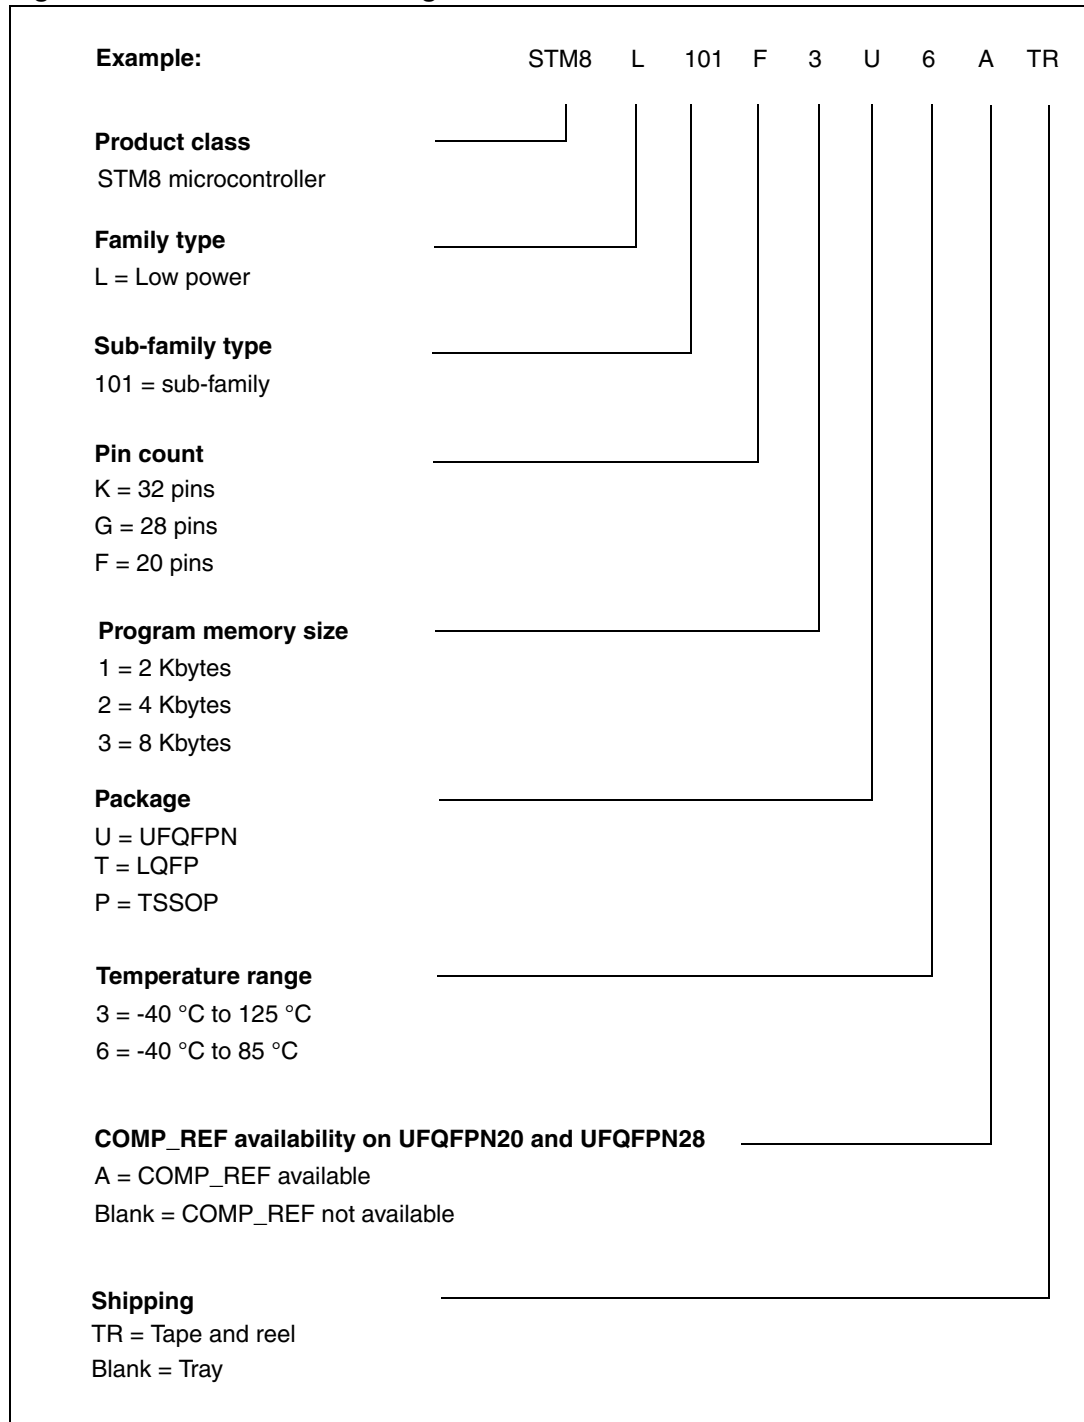 Example: STM8 L 101 F 3 U 6 A TR
Product class
STM8 microcontroller
Family type
L = Low power
Sub-family type
101 = sub-family
Pin count
K = 32 pins
G = 28 pins
F = 20 pins
Program memory size
1 = 2 Kbytes
2 = 4 Kbytes
3 = 8 Kbytes
Package
U = UFQFPN
T = LQFP
P = TSSOP
Temperature range
3 = -40 °C to 125 °C
6 = -40 °C to 85 °C
COMP_REF availability on UFQFPN20 and UFQFPN28
A = COMP_REF available
Blank = COMP_REF not available
Shipping
TR = Tape and reel
Blank = Tray